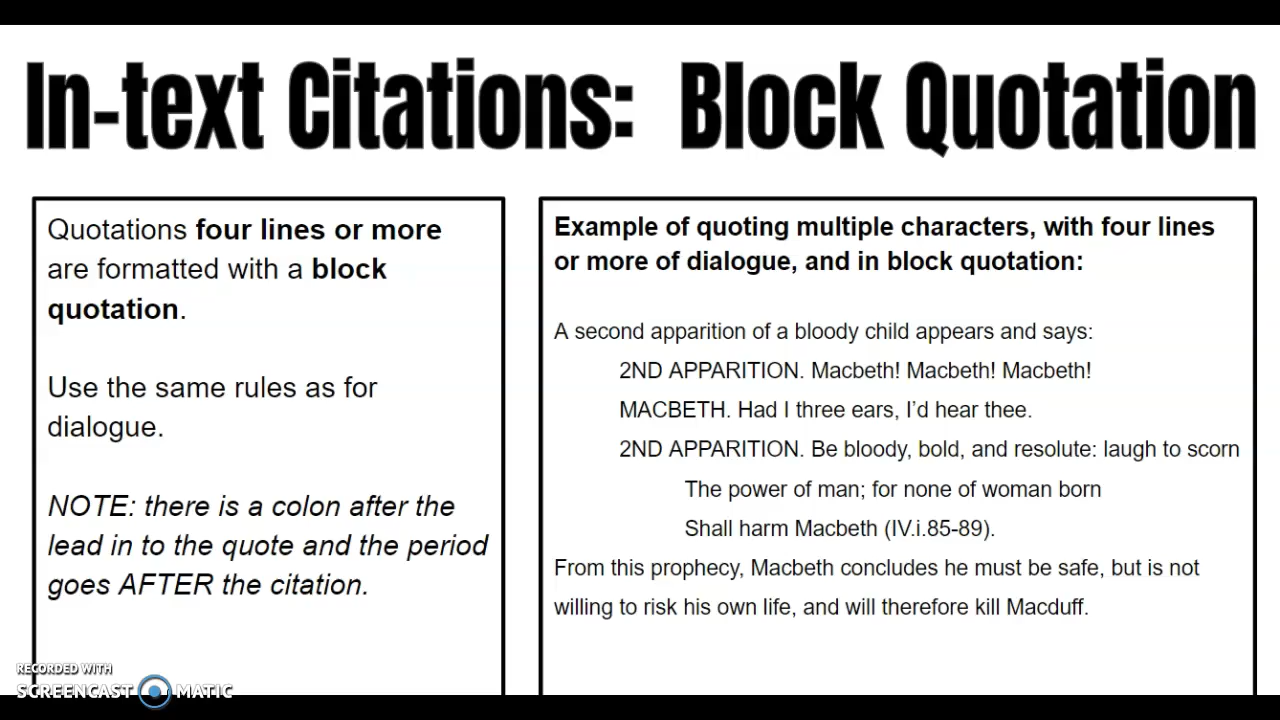 In-text Citations: Block Quotation
Quotations four lines or more
are formatted with a block
quotation.
Use the same rules as for
dialogue.
NOTE: there is a colon after the
lead in to the quote and the period
goes AFTER the citation.
Example of quoting multiple characters, with four lines
or more of dialogue, and in block quotation:
A second apparition of a bloody child appears and says:
2ND APPARITION. Macbeth! Macbeth! Macbeth!
MACBETH. Had I three ears, I’d hear thee.
2ND APPARITION. Be bloody, bold, and resolute: laugh to scorn
The power of man; for none of woman born
Shall harm Macbeth (IV.i.85-89).
From this prophecy, Macbeth concludes he must be safe, but is not
willing to risk his own life, and will therefore kill Macduff.
RECORDED WITH
SCREENCAST MATIC